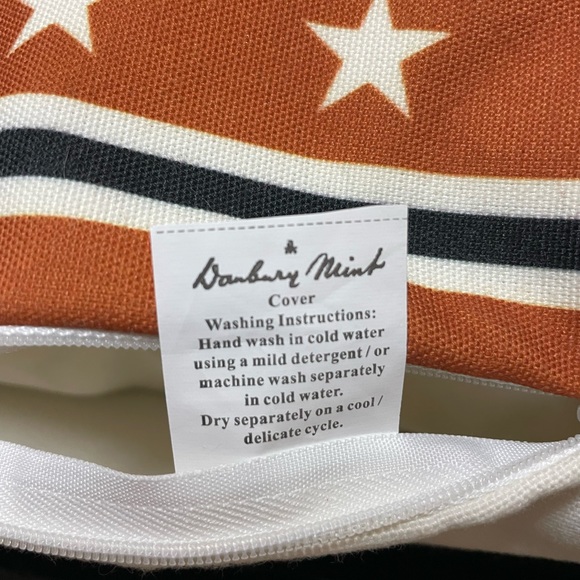 Danbury Mint
Cover
Washing Instructions:
Hand wash in cold water
using a mild detergent / or
machine wash separately
in cold water.
Dry separately on a cool /
delicate cycle.